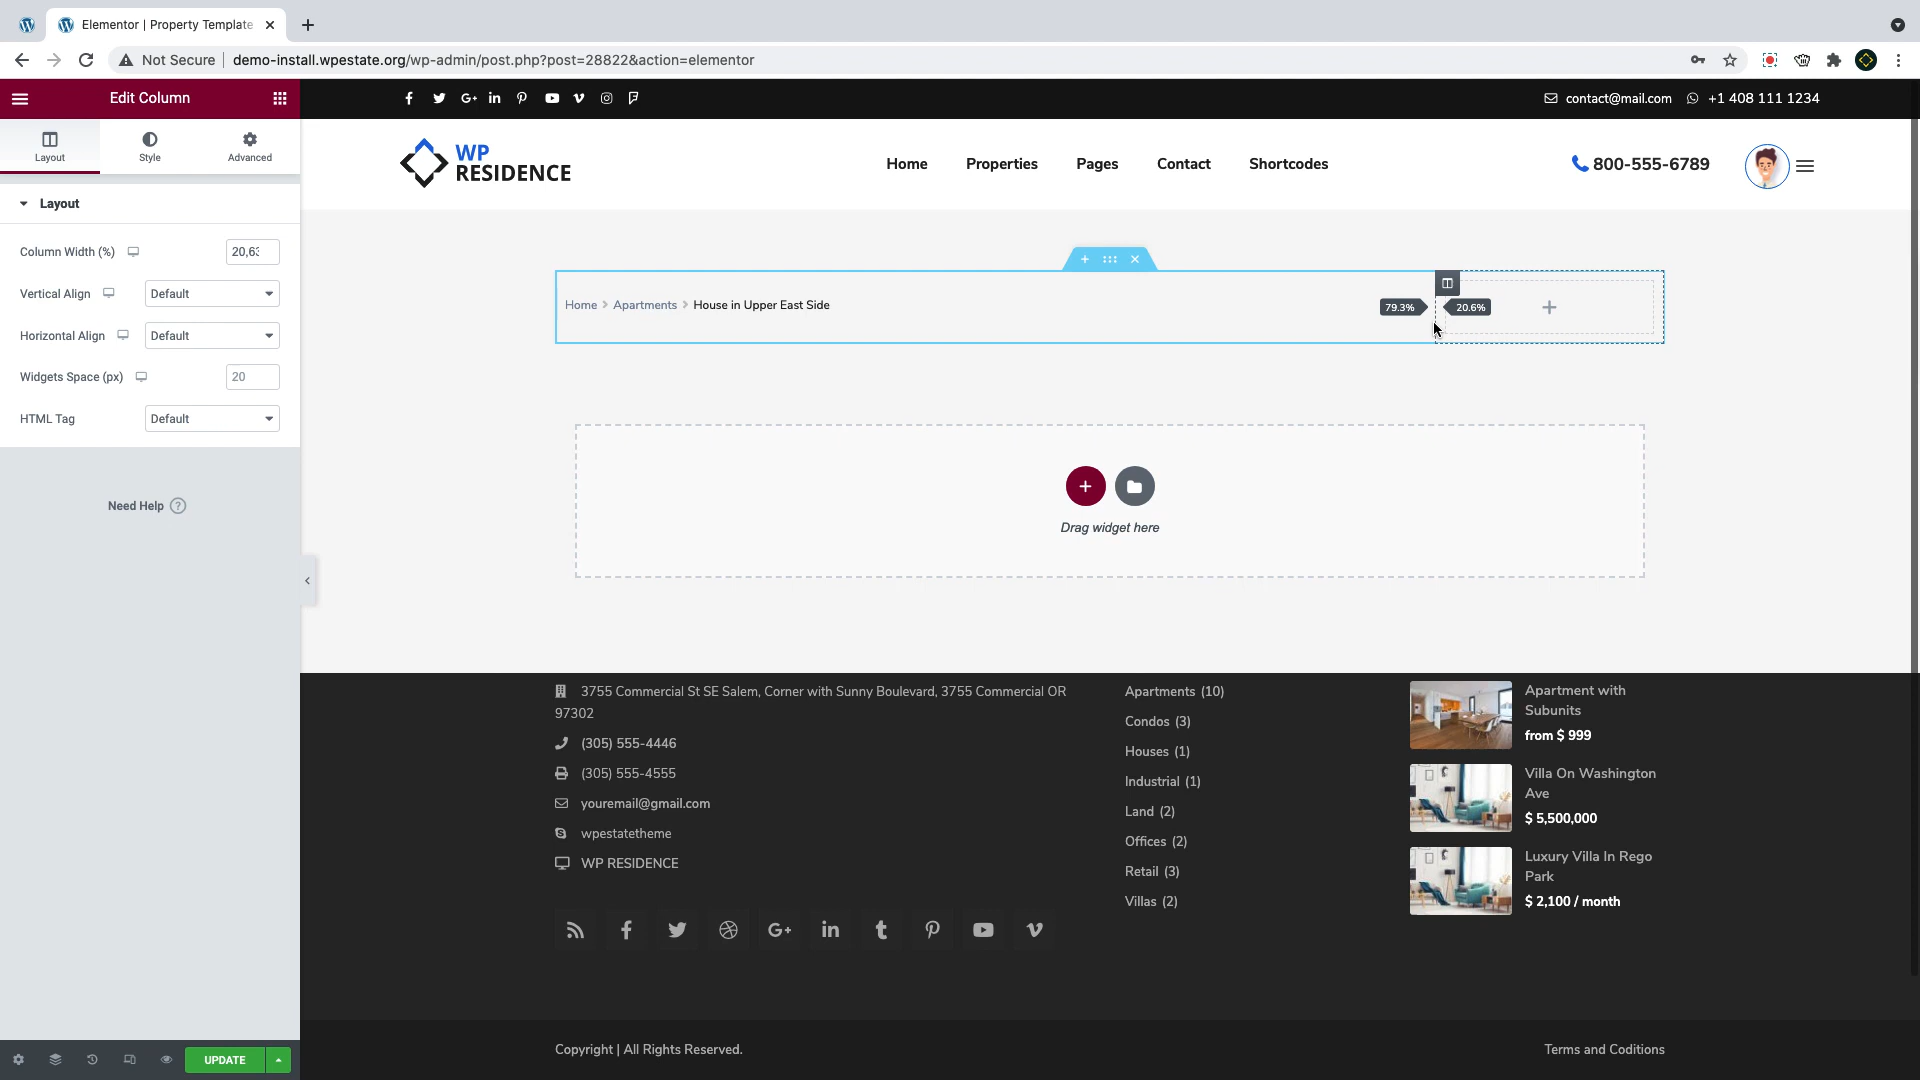 Elementor | Property Template
Not Secure
demo-install.wpestate.org/wp-admin/post.php?post=28822&action=elementor
Edit Column
contact@mail.com
+1 408 111 1234
Layout
Style
Advanced
WP
RESIDENCE
Home
Properties
Pages
Contact
Shortcodes
800-555-6789
Layout
Column Width (%)
20,63
Vertical Align
Default
Horizontal Align
Default
Widgets Space (px)
20
HTML Tag
Default
Need Help
Home
Apartments
House in Upper East Side
79.3%
20.6%
Drag widget here
3755 Commercial St SE Salem, Corner with Sunny Boulevard, 3755 Commercial OR
97302
(305) 555-4446
(305) 555-4555
youremail@gmail.com
wpestatetheme
WP RESIDENCE
Apartments (10)
Condos (3)
Houses (1)
Industrial (1)
Land (2)
Offices (2)
Retail (3)
Villas (2)
Apartment with
Subunits
from $ 999
Villa On Washington
Ave
$ 5,500,000
Luxury Villa In Rego
Park
$ 2,100 / month
UPDATE
Copyright | All Rights Reserved.
Terms and Coditions